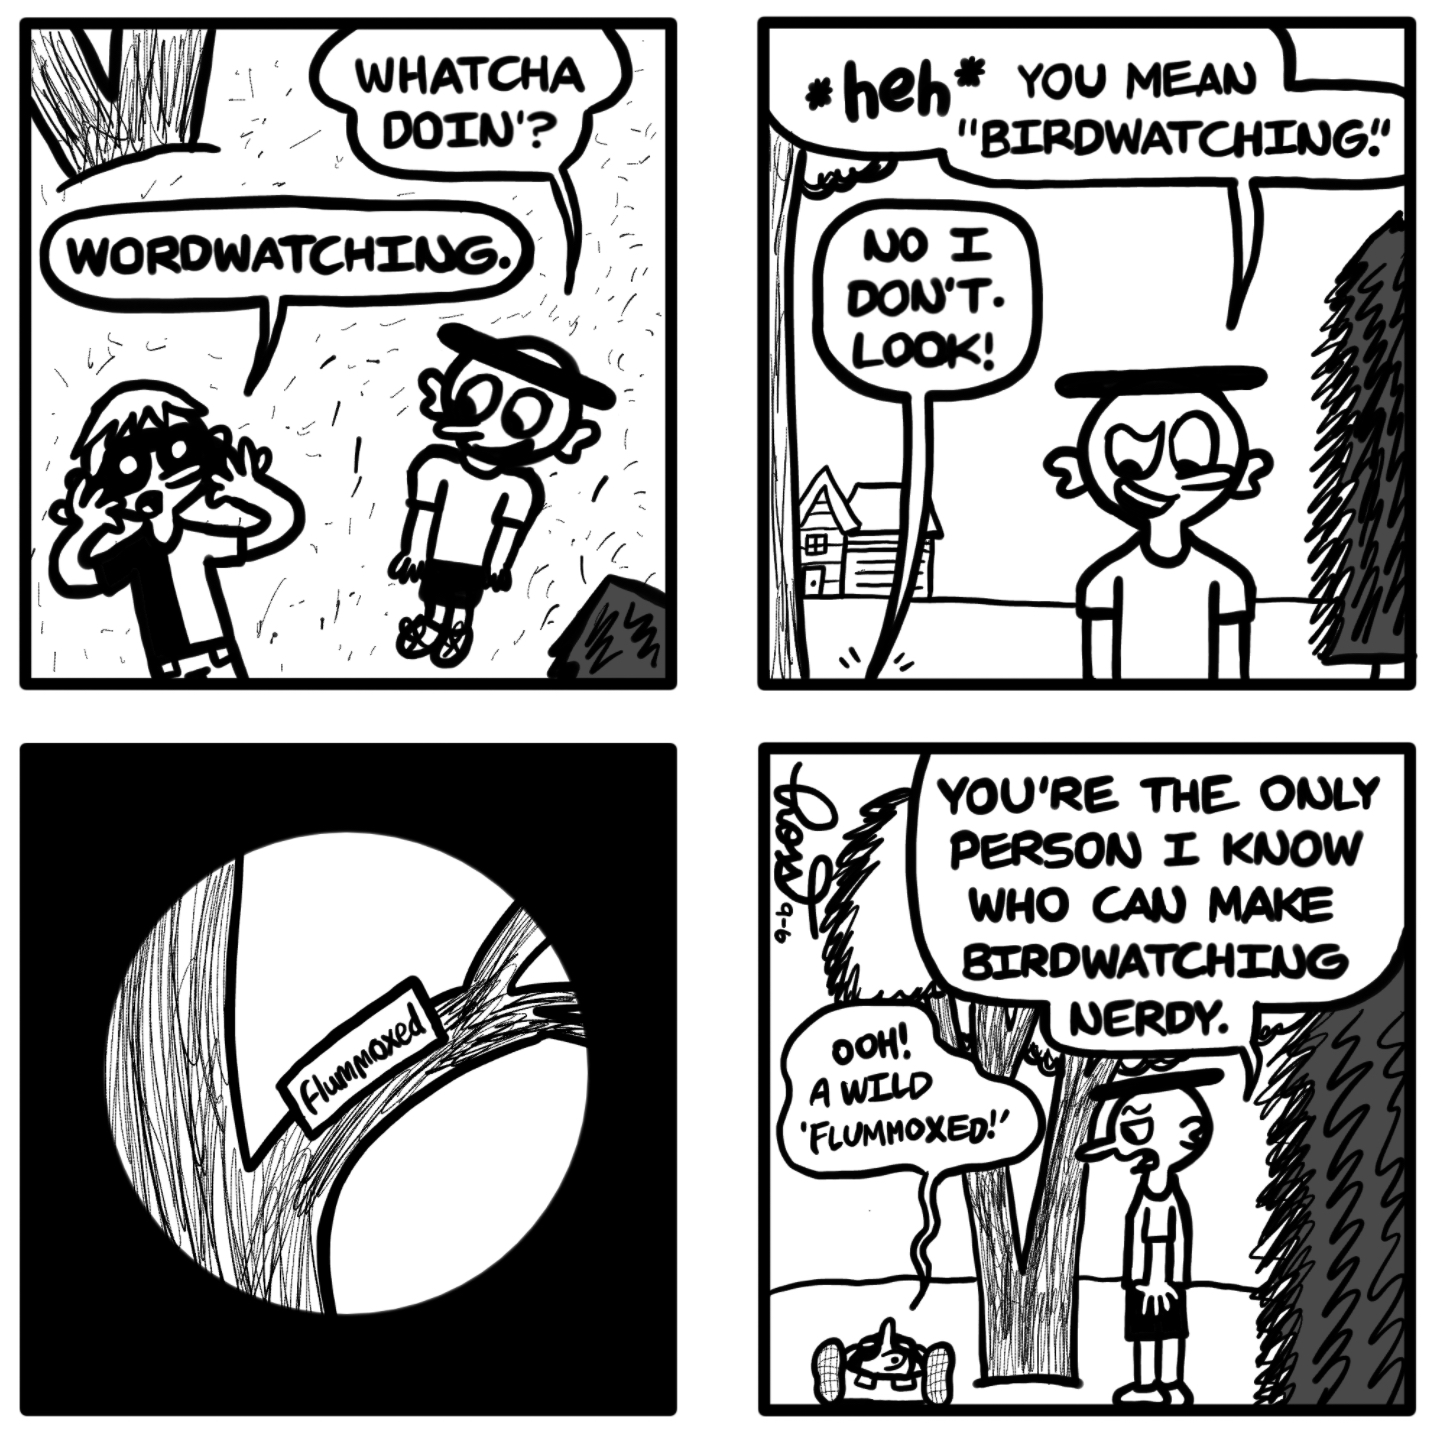 WHATCHA
DOIN'?
WORDWATCHING.
*heh* YOU MEAN
"BIRDWATCHING."
NO I
DON'T.
LOOK!
flummoxed
YOU'RE THE ONLY
PERSON I KNOW
WHO CAN MAKE
BIRDWATCHING
NERDY.
OOH!
A WILD
'FLUMMOXED!'
9-6